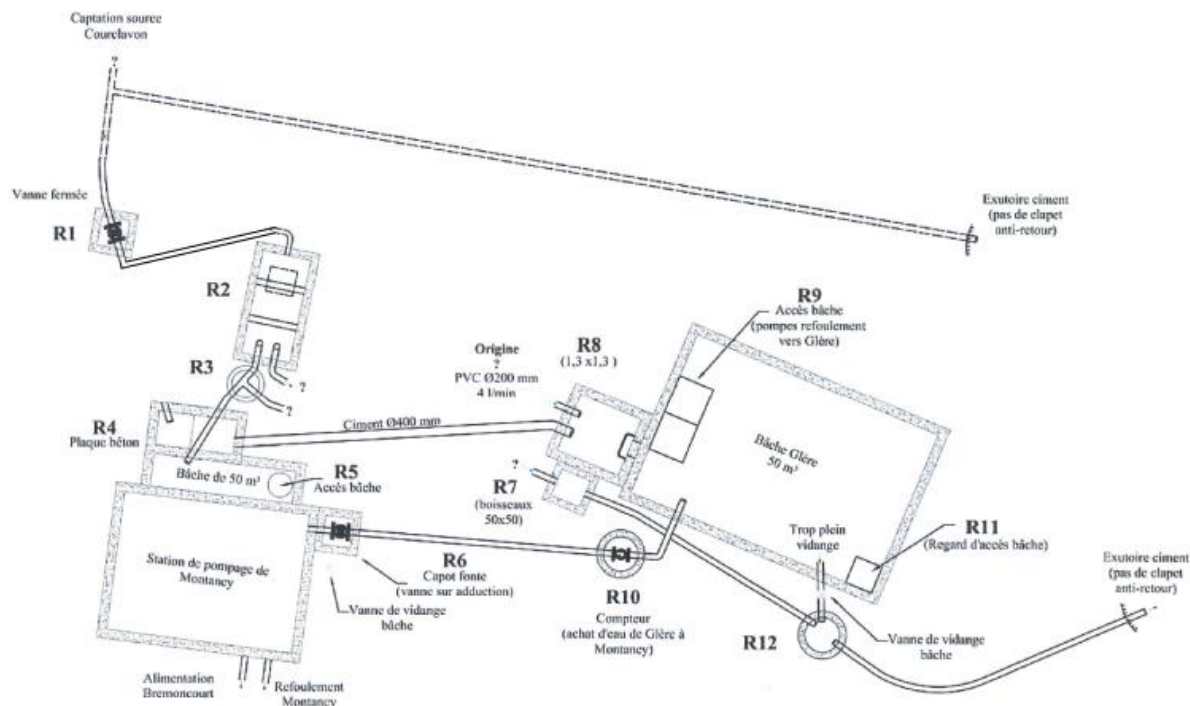 Captation source
Courclavon
?
Vanne fermée
R1
R2
R3
?
?
R4
Plaque béton
Bâche de 50 m³
R5
Accès bâche
Ciment Ø400 mm
Origine
?
PVC Ø200 mm
4 l/min
R8
(1,3 x1,3 )
R9
Accès bâche
(pompes refoulement
vers Glère)
Exutoire ciment
(pas de clapet
anti-retour)
Bâche Glère
50 m³
?
R7
(boisseaux
50x50)
Station de pompage de
Montancy
R6
Capot fonte
(vanne sur adduction)
Vanne de vidange
bâche
R10
Compteur
(achat d'eau de Glère à
Montancy)
Trop plein
vidange
R11
(Regard d'accès bâche)
R12
Vanne de vidange
bâche
Exutoire ciment
(pas de clapet
anti-retour)
Alimentation
Bremoncourt
Refoulement
Montancy